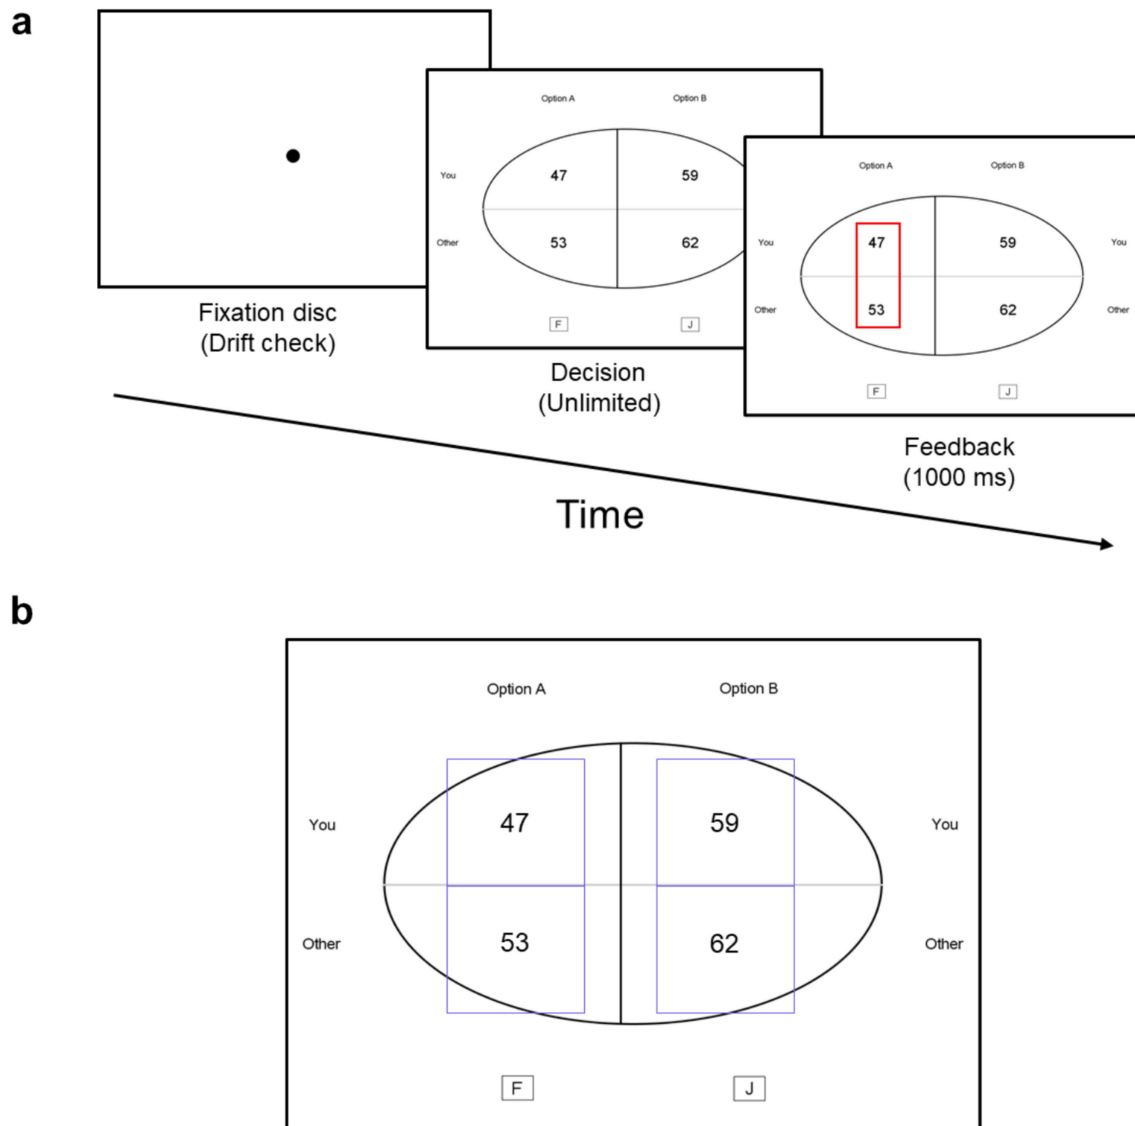 a
Option A Option B
You 47 59
Other 53 62
F J
Option A Option B
You 47 59 You
Other 53 62 Other
F J
Fixation disc
(Drift check)
Decision
(Unlimited)
Feedback
(1000 ms)
Time
b
Option A Option B
You 47 59 You
Other 53 62 Other
F J